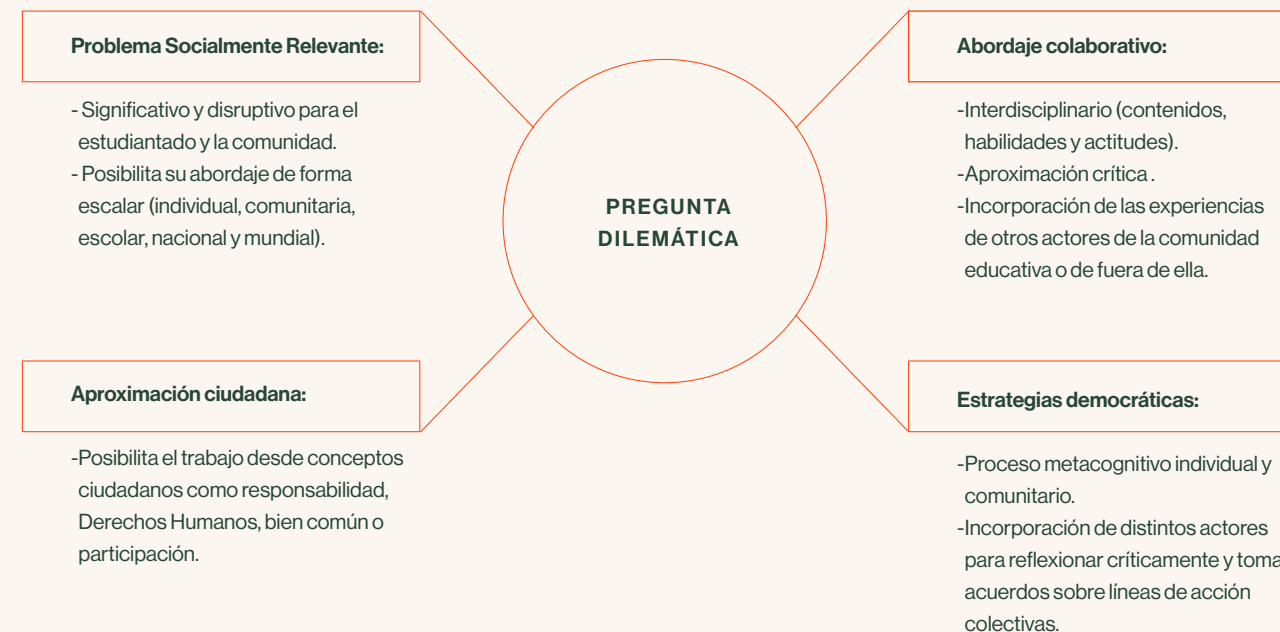 Problema Socialmente Relevante:
- Significativo y disruptivo para el
estudiantado y la comunidad.
- Posibilita su abordaje de forma
escalar (individual, comunitaria,
escolar, nacional y mundial).
Aproximación ciudadana:
-Posibilita el trabajo desde conceptos
ciudadanos como responsabilidad,
Derechos Humanos, bien común o
participación.
PREGUNTA
DILEMÁTICA
Abordaje colaborativo:
-Interdisciplinario (contenidos,
habilidades y actitudes).
-Aproximación crítica .
-Incorporación de las experiencias
de otros actores de la comunidad
educativa o de fuera de ella.
Estrategias democráticas:
-Proceso metacognitivo individual y
comunitario.
-Incorporación de distintos actores
para reflexionar críticamente y toma
acuerdos sobre líneas de acción
colectivas.